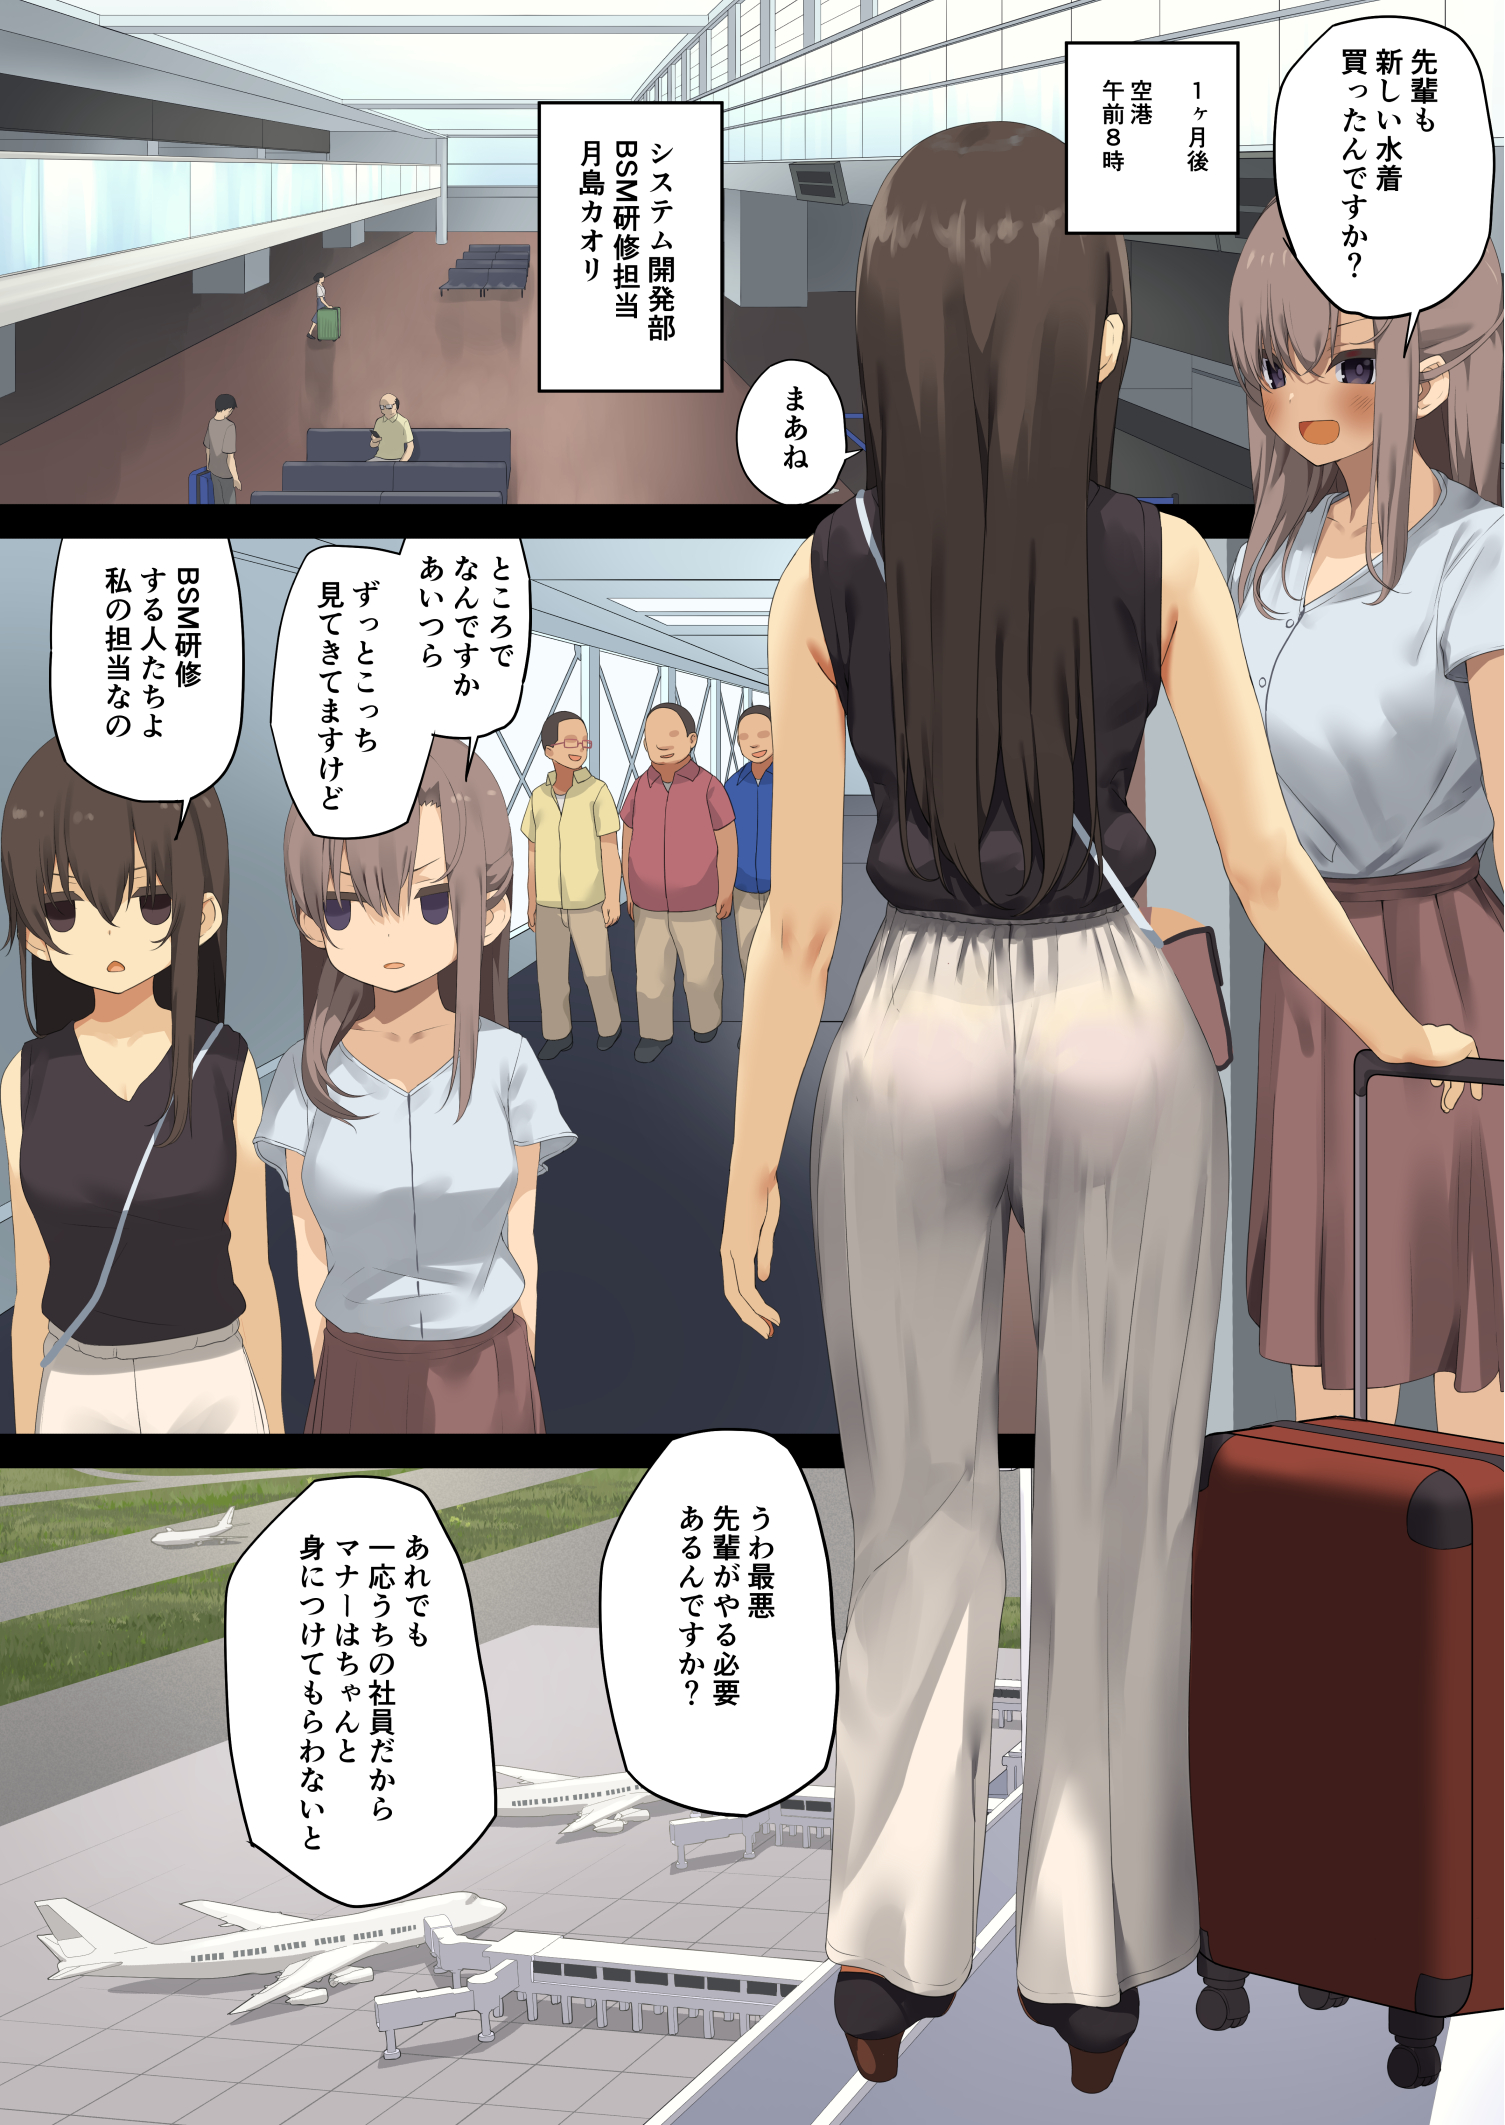 先輩も
新しい水着
買ったんですか？
１ヶ月後
空港
午前８時
システム開発部
BSM研修担当
月島カオリ
まあね
ところで
なんですか
あいつら
ずっとこっち
見てきてますけど
BSM研修
する人たちよ
私の担当なの
うわ最悪
先輩がやる必要
あるんですか？
あれでも
一応うちの社員だから
マナーはちゃんと
身につけてもらわないと